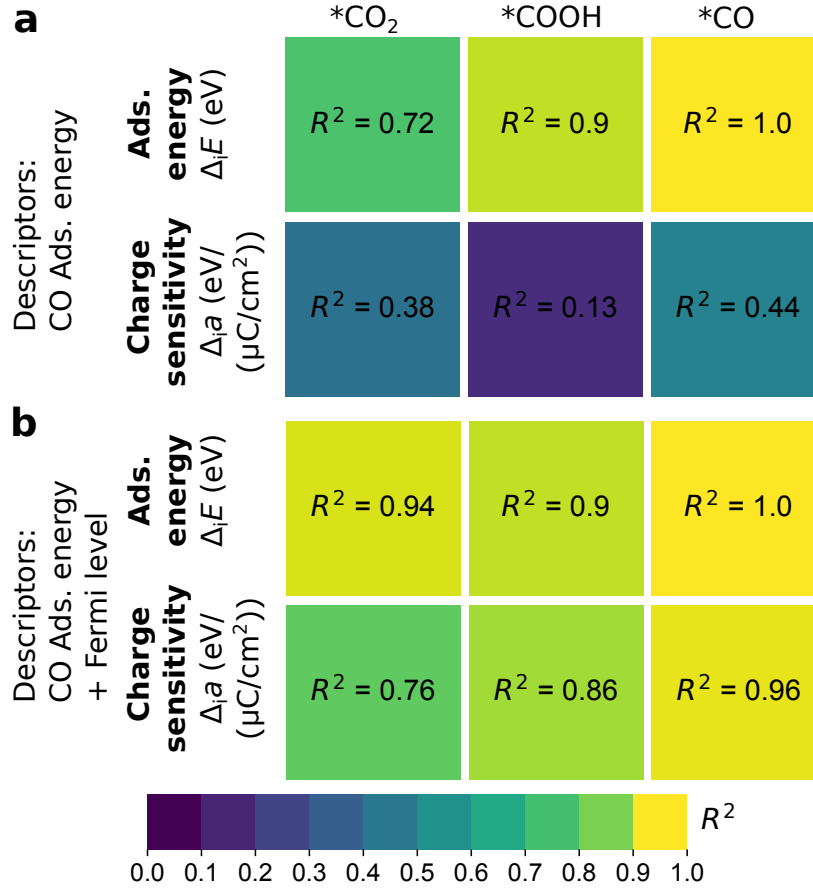 a
*CO₂ *COOH *CO
Descriptors:
CO Ads. energy
Ads.
energy
ΔᵢE (eV)
R² = 0.72 R² = 0.9 R² = 1.0
Charge
sensitivity
Δᵢa (eV/
(μC/cm²))
R² = 0.38 R² = 0.13 R² = 0.44
b
Descriptors:
CO Ads. energy
+ Fermi level
Ads.
energy
ΔᵢE (eV)
R² = 0.94 R² = 0.9 R² = 1.0
Charge
sensitivity
Δᵢa (eV/
(μC/cm²))
R² = 0.76 R² = 0.86 R² = 0.96
R²
0.0 0.1 0.2 0.3 0.4 0.5 0.6 0.7 0.8 0.9 1.0